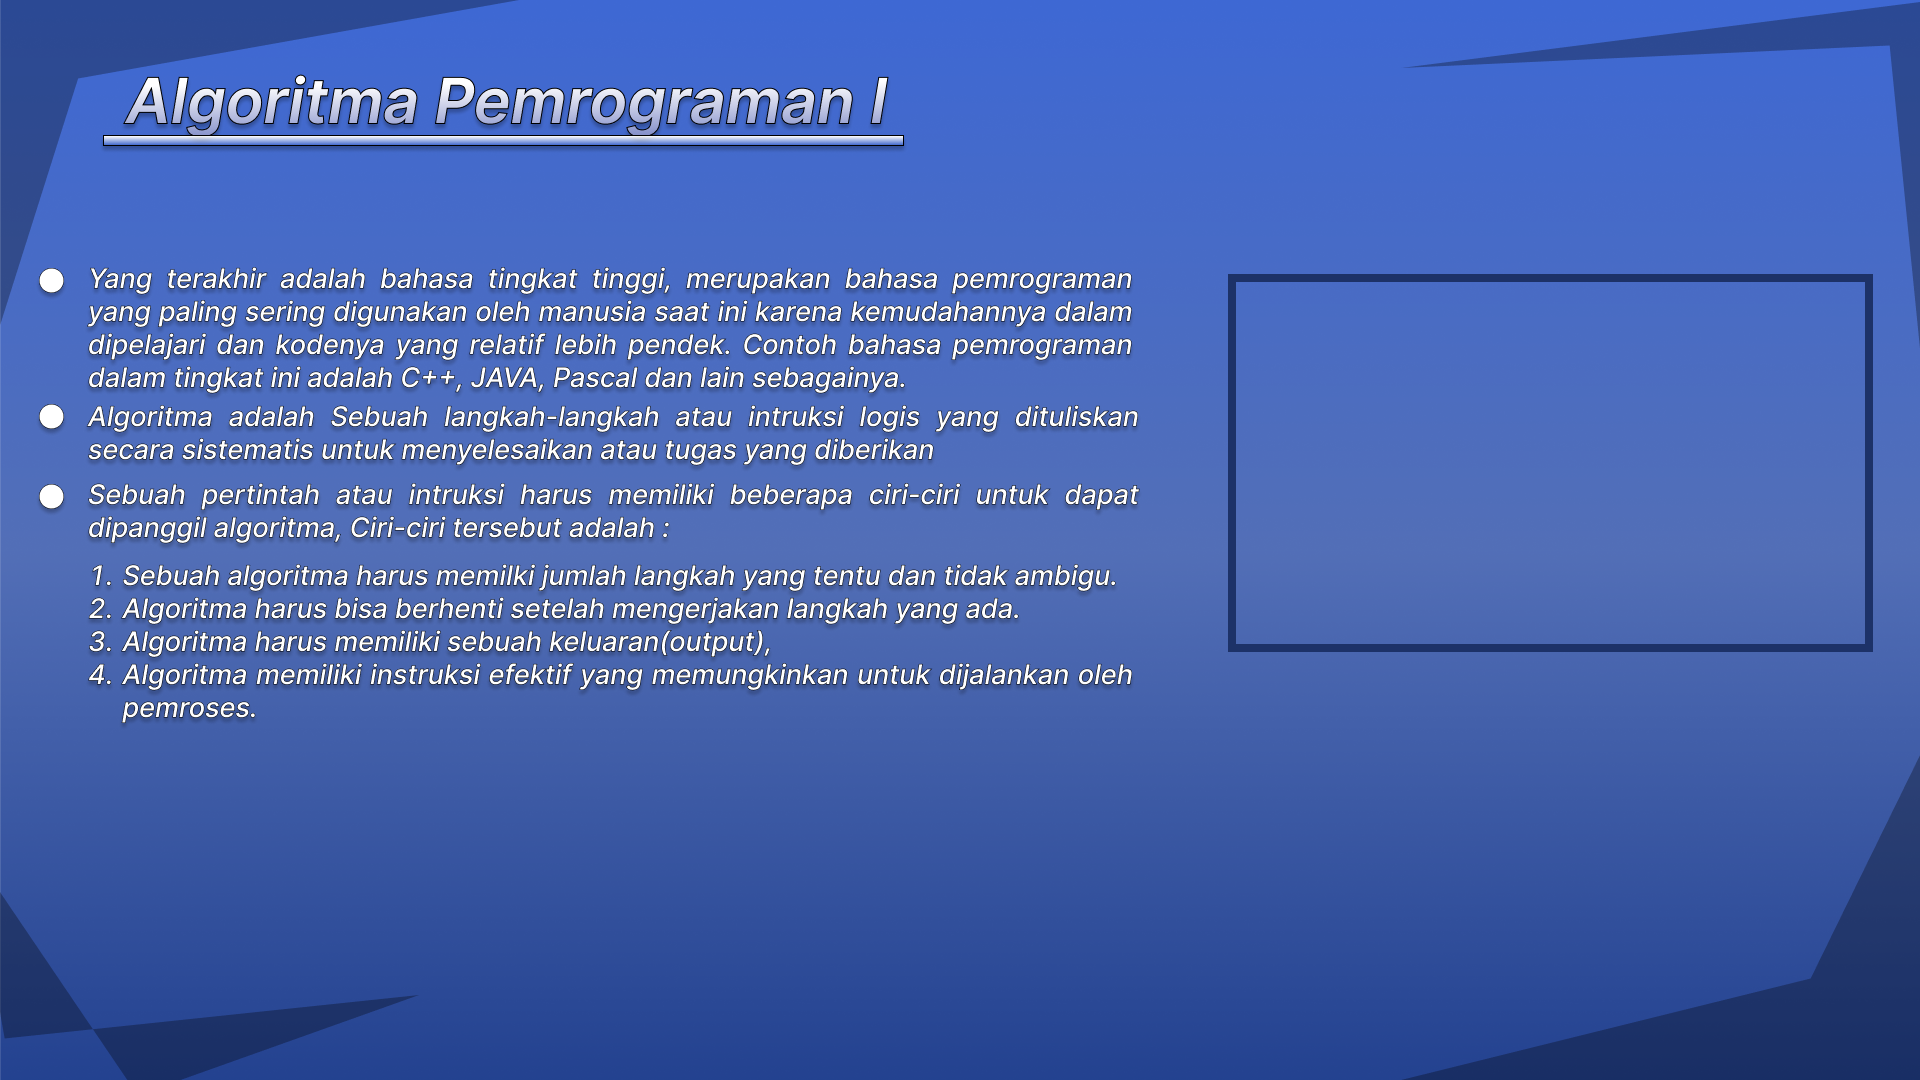 Algoritma Pemrograman I
Yang terakhir adalah bahasa tingkat tinggi, merupakan bahasa pemrograman
yang paling sering digunakan oleh manusia saat ini karena kemudahannya dalam
dipelajari dan kodenya yang relatif lebih pendek. Contoh bahasa pemrograman
dalam tingkat ini adalah C++, JAVA, Pascal dan lain sebagainya.
Algoritma adalah Sebuah langkah-langkah atau intruksi logis yang dituliskan
secara sistematis untuk menyelesaikan atau tugas yang diberikan
Sebuah pertintah atau intruksi harus memiliki beberapa ciri-ciri untuk dapat
dipanggil algoritma, Ciri-ciri tersebut adalah :
1. Sebuah algoritma harus memilki jumlah langkah yang tentu dan tidak ambigu.
2. Algoritma harus bisa berhenti setelah mengerjakan langkah yang ada.
3. Algoritma harus memiliki sebuah keluaran(output),
4. Algoritma memiliki instruksi efektif yang memungkinkan untuk dijalankan oleh
pemroses.